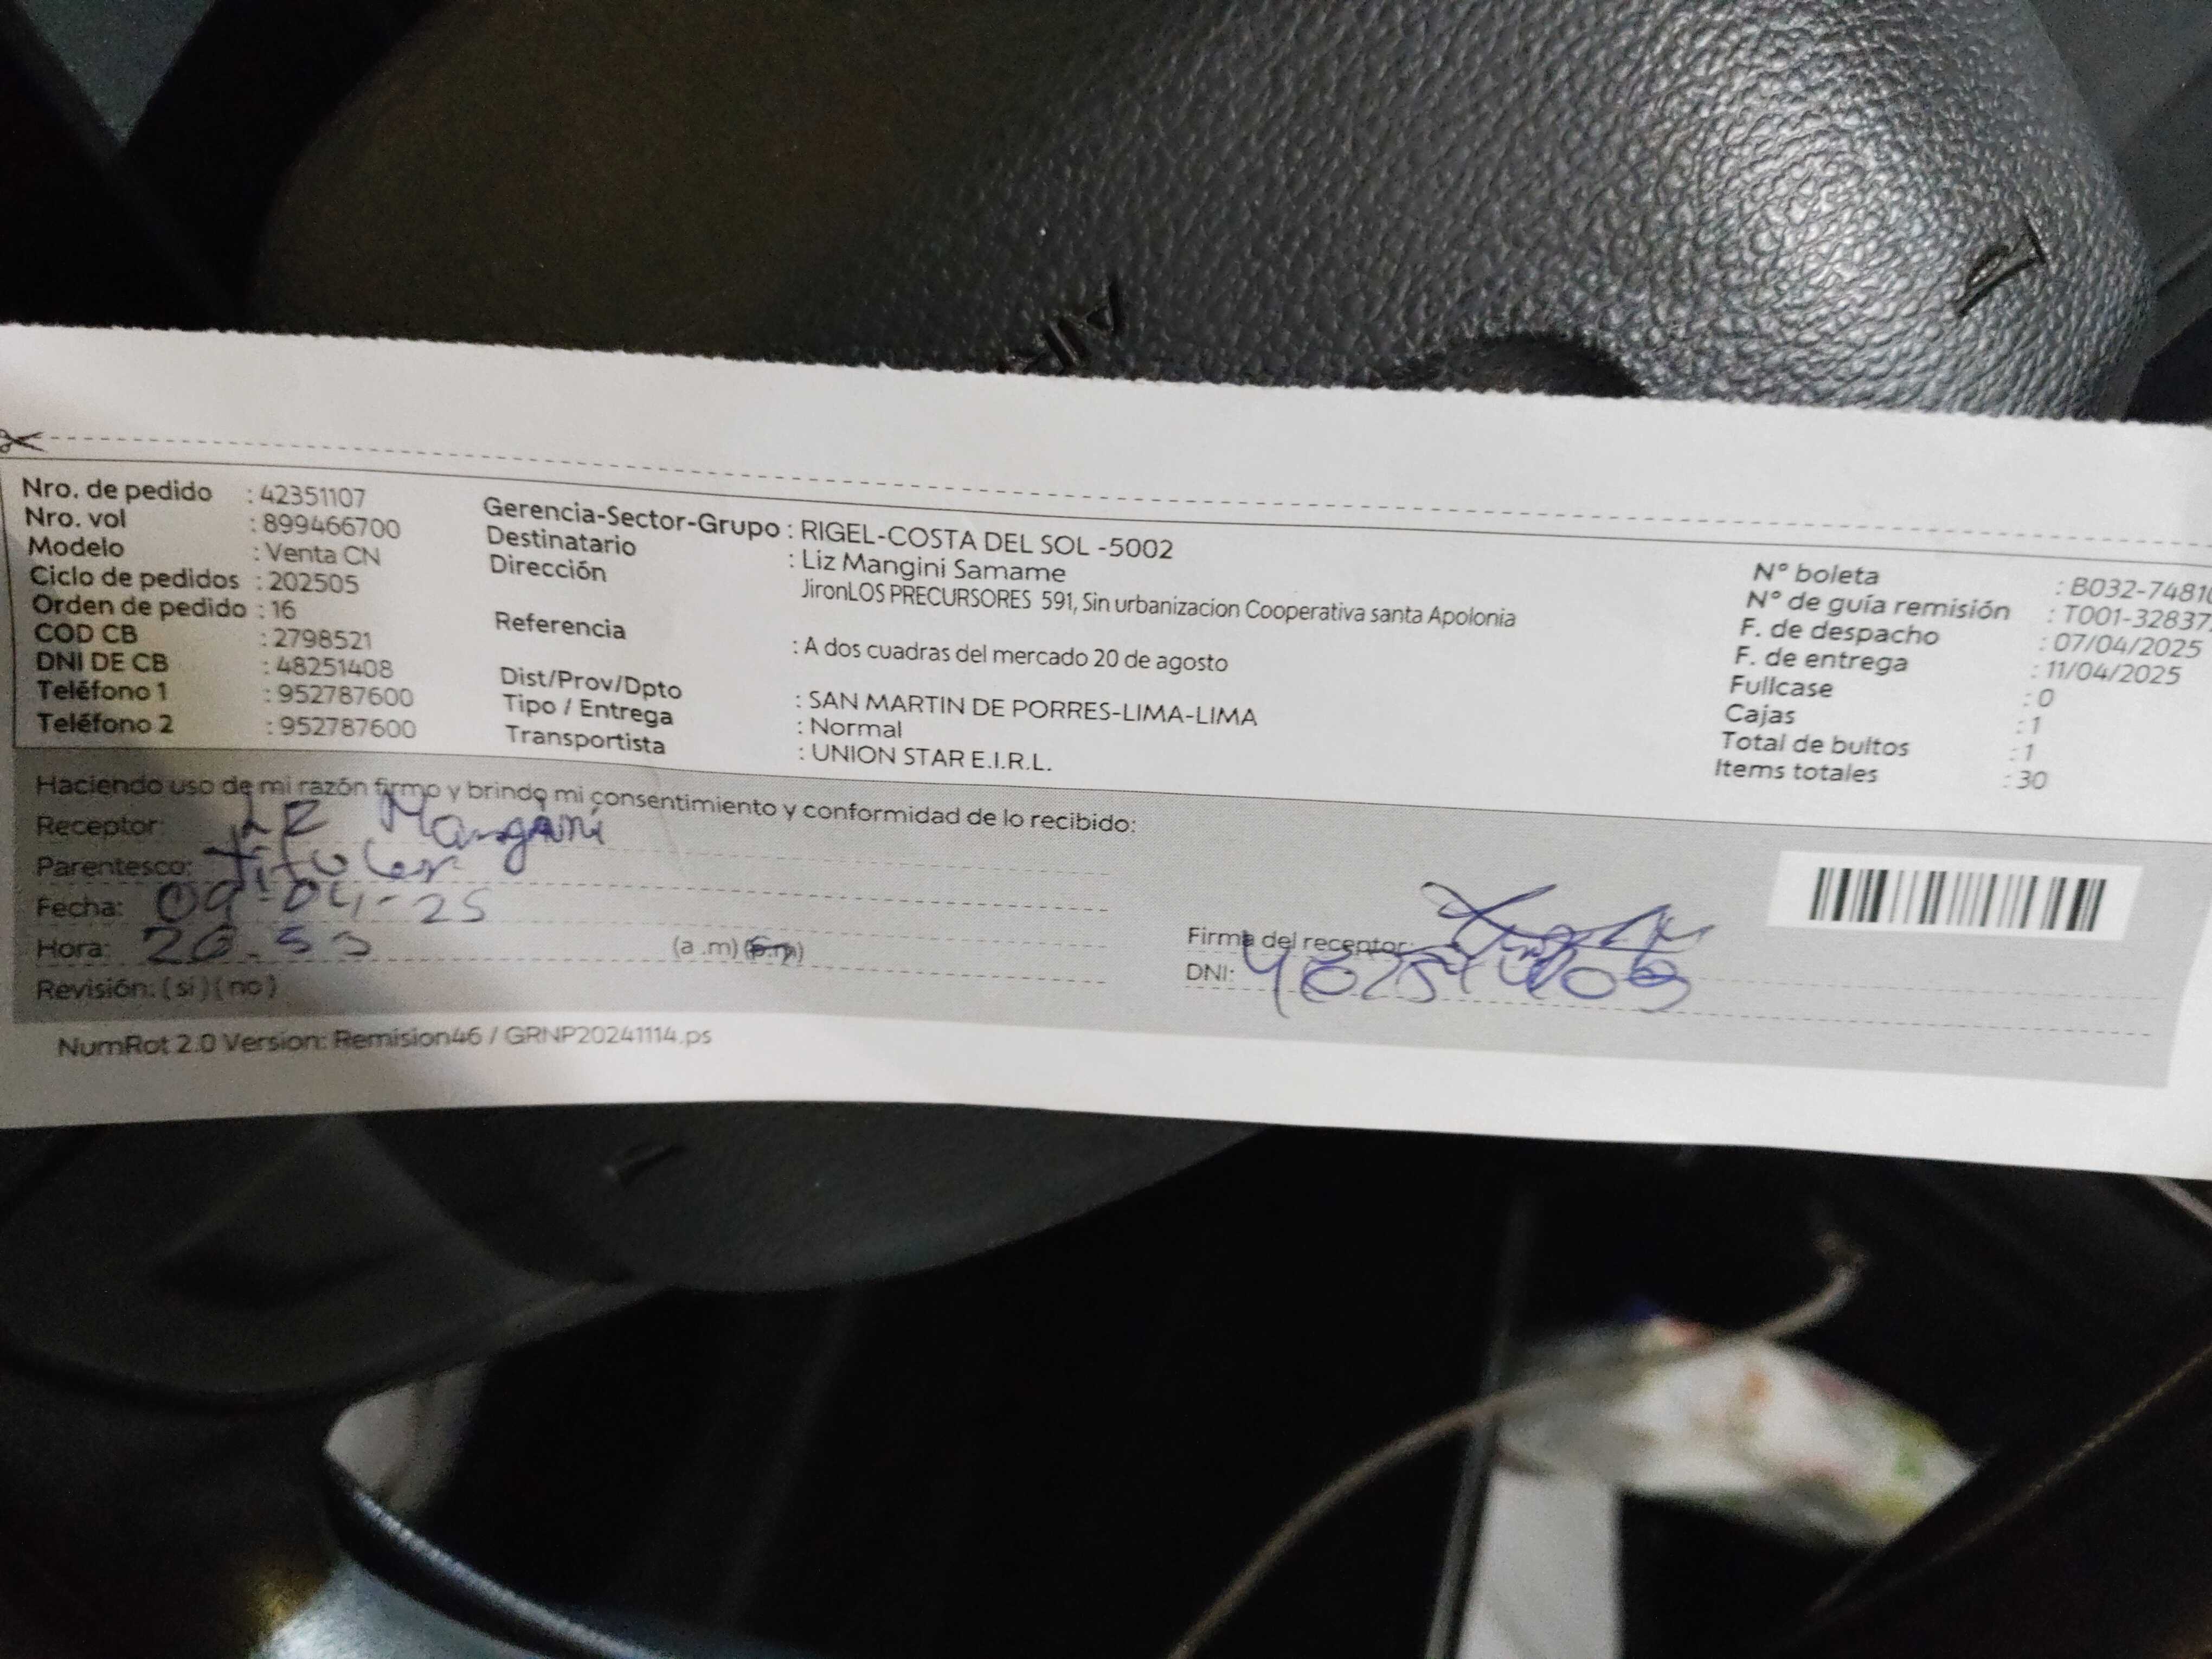 Nro. de pedido : 42351107
Nro. vol : 899466700
Modelo : Venta CN
Ciclo de pedidos : 202505
Orden de pedido : 16
COD CB : 2798521
DNI DE CB : 48251408
Teléfono 1 : 952787600
Teléfono 2 : 952787600
Gerencia-Sector-Grupo : RIGEL-COSTA DEL SOL -5002
Destinatario : Liz Mangini Samame
Dirección JironLOS PRECURSORES 591, Sin urbanizacion Cooperativa santa Apolonia
Referencia : A dos cuadras del mercado 20 de agosto
Dist/Prov/Dpto : SAN MARTIN DE PORRES-LIMA-LIMA
Tipo / Entrega : Normal
Transportista : UNION STAR E.I.R.L.
N° boleta : B032-7481
N° de guía remisión : T001-32837
F. de despacho : 07/04/2025
F. de entrega : 11/04/2025
Fullcase : 0
Cajas : 1
Total de bultos : 1
Items totales : 30
Haciendo uso de mi razón firmo y brindo mi consentimiento y conformidad de lo recibido:
Receptor: Mangini
Parentesco: titular
Fecha: 09-04-25
Hora: (a .m) (p.m)
Revisión: ( si ) ( no )
Firma del receptor:
DNI:
NumRot 2.0 Version: Remision46 / GRNP20241114.ps